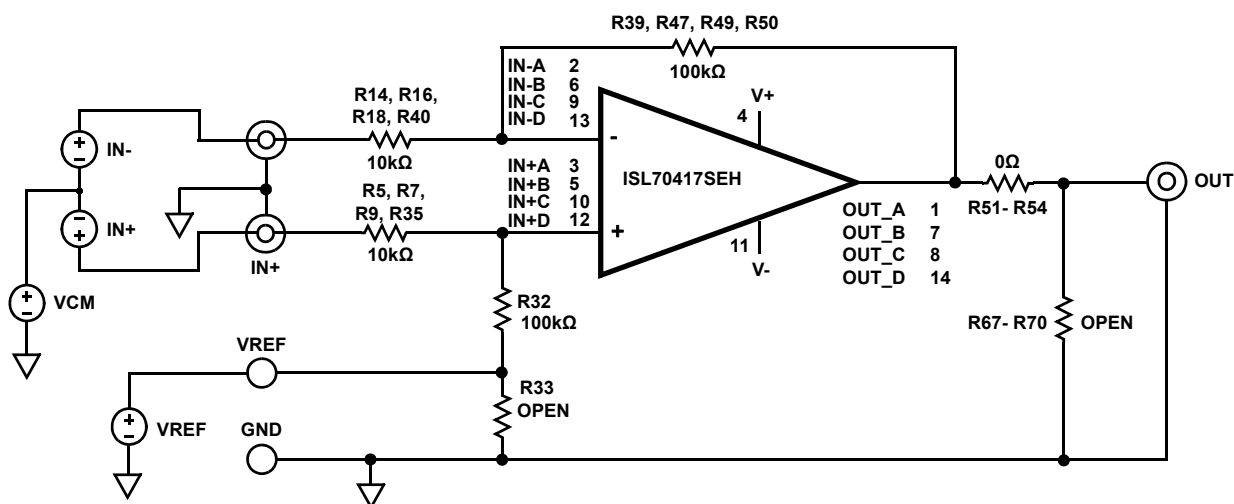 R39, R47, R49, R50
100kΩ
IN-A 2
IN-B 6
IN-C 9
IN-D 13
R14, R16,
R18, R40
10kΩ
IN-
+
−
V+
4
-
IN+A 3
IN+B 5
IN+C 10
IN+D 12
ISL70417SEH
+
R5, R7,
R9, R35
10kΩ
IN+
−
+
IN+
0Ω
R51- R54
OUT
11
V-
OUT_A 1
OUT_B 7
OUT_C 8
OUT_D 14
+
−
VCM
R32
100kΩ
R67- R70 OPEN
VREF
R33
OPEN
+
−
VREF
GND